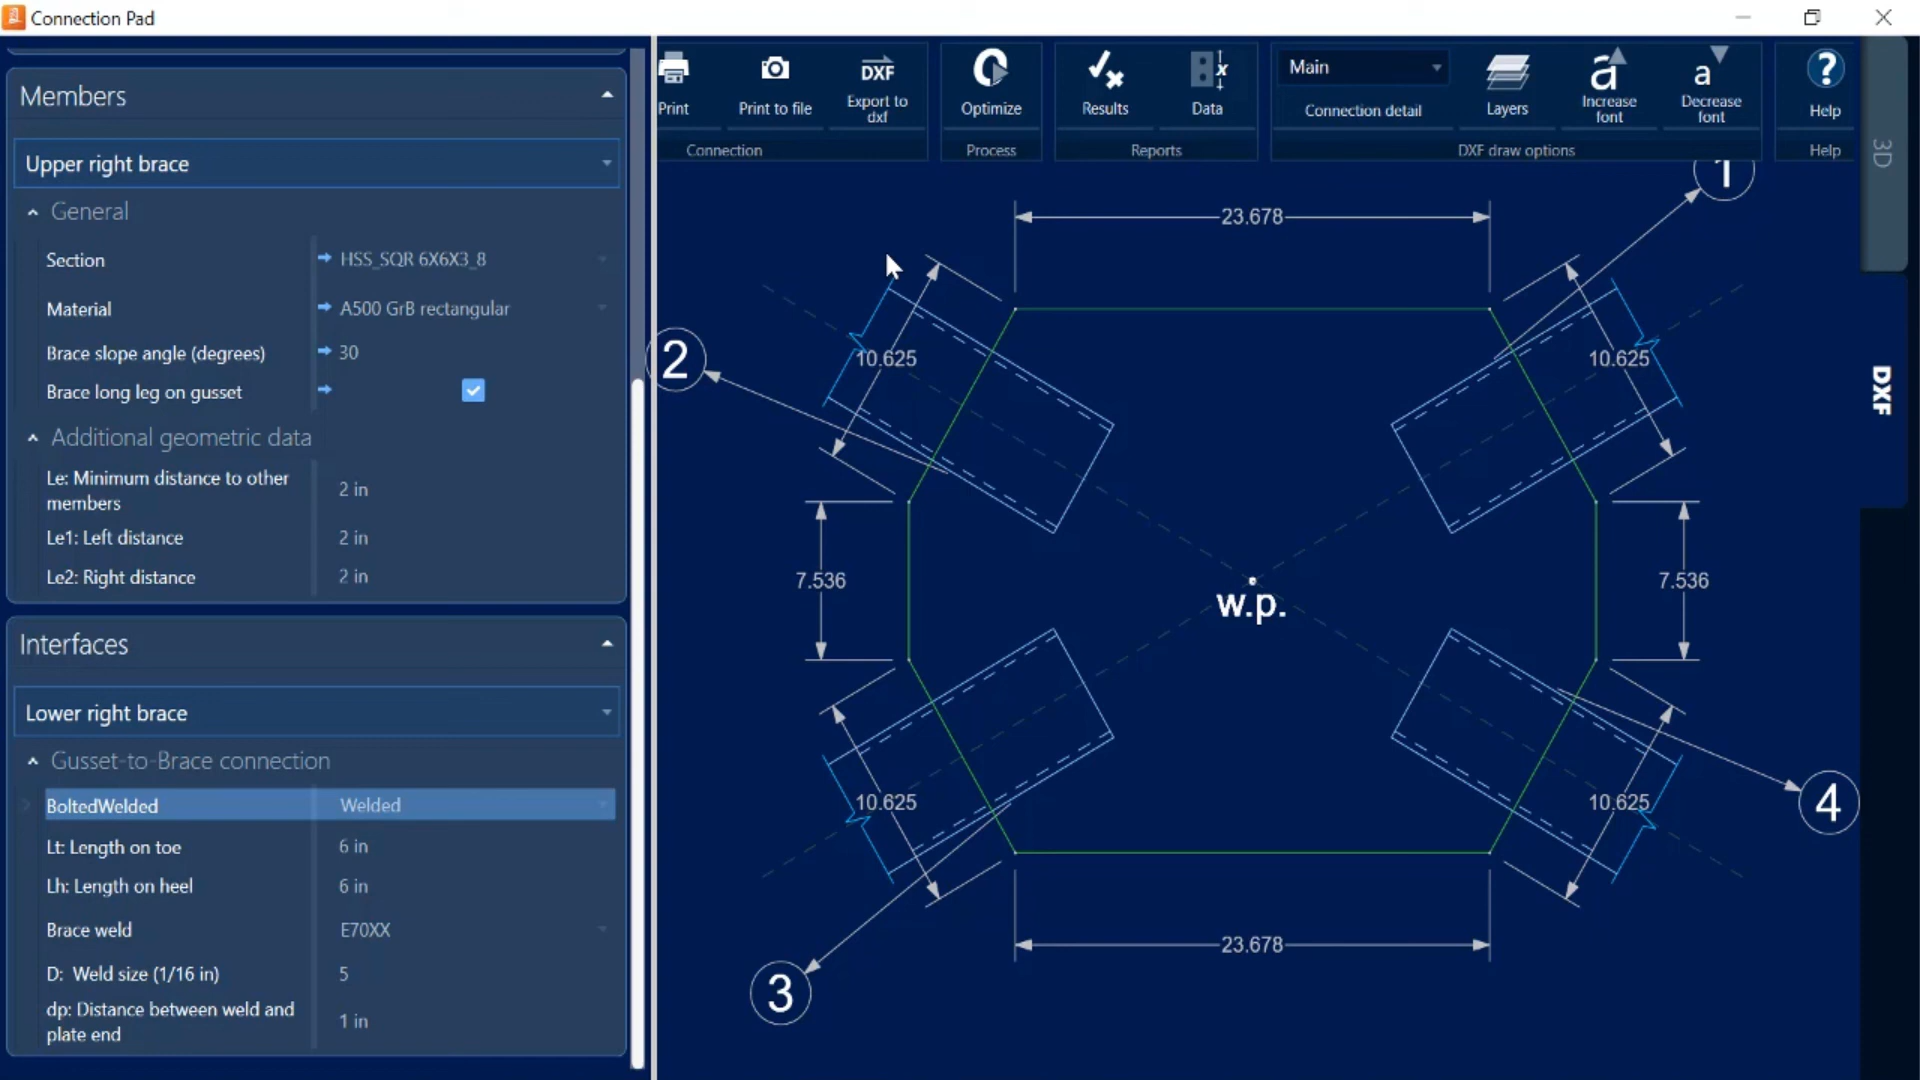 Connection Pad
Members
Upper right brace
General
Section HSS_SQR 6X6X3_8
Material A500 GrB rectangular
Brace slope angle (degrees) 30
Brace long leg on gusset
Additional geometric data
Le: Minimum distance to other
members
2 in
Le1: Left distance 2 in
Le2: Right distance 2 in
Interfaces
Lower right brace
Gusset-to-Brace connection
BoltedWelded Welded
Lt: Length on toe 6 in
Lh: Length on heel 6 in
Brace weld E70XX
D: Weld size (1/16 in) 5
dp: Distance between weld and
plate end
1 in
Print
Print to file
DXF
Export to
dxf
Connection
Optimize
Process
Results
Data
Reports
Main
Connection detail
Layers
a
Increase
font
a
Decrease
font
DXF draw options
?
Help
Help
3D
DXF
1
23.678
2
10.625
10.625
7.536
w.p.
7.536
10.625
10.625
4
23.678
3